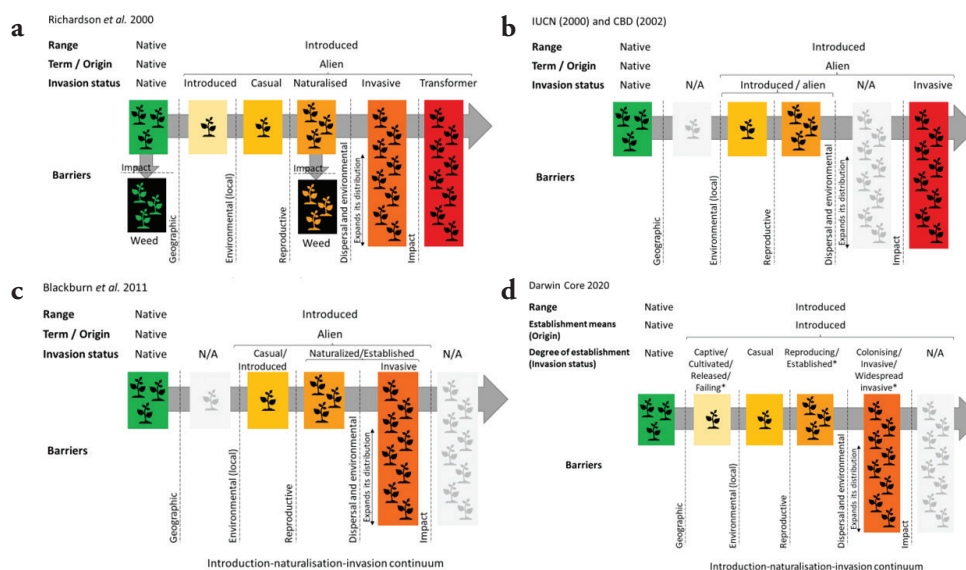 a
Richardson et al. 2000
Range Native Introduced
Term / Origin Native Alien
Invasion status Native Introduced Casual Naturalised Invasive Transformer
Impact
Impact
Barriers
Weed
Weed
Geographic
Environmental (local)
Reproductive
Dispersal and environmental
Expands its distribution
Impact
b
IUCN (2000) and CBD (2002)
Range Native Introduced
Term / Origin Native Alien
Invasion status Native N/A Introduced / alien N/A Invasive
Barriers
Geographic
Environmental (local)
Reproductive
Dispersal and environmental
Expands its distribution
Impact
c
Blackburn et al. 2011
Range Native Introduced
Term / Origin Native Alien
Invasion status Native N/A Casual/ Naturalized/Established N/A
Introduced Invasive
Barriers
Geographic
Environmental (local)
Reproductive
Dispersal and environmental
Expands its distribution
Impact
Introduction-naturalisation-invasion continuum
d
Darwin Core 2020
Range Native Introduced
Establishment means Native Introduced
(Origin)
Degree of establishment Native Captive/ Casual Reproducing/ Colonising/ N/A
(Invasion status) Cultivated/ Established* Invasive/
Released/ Widespread
Failing* invasive*
Barriers
Geographic
Environmental (local)
Reproductive
Dispersal and environmental
Expands its distribution
Impact
Introduction-naturalisation-invasion continuum